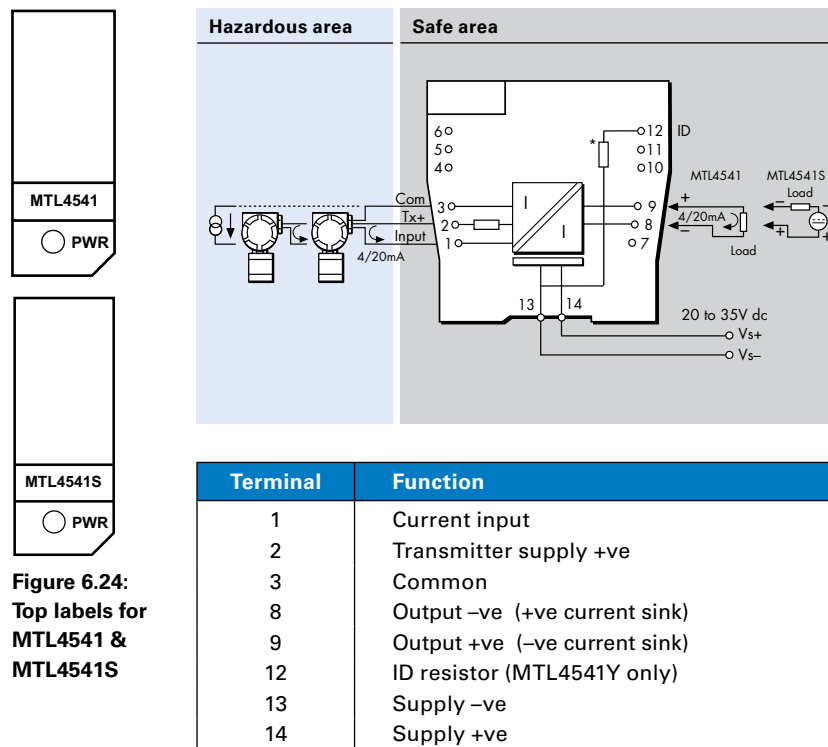 MTL4541
PWR
MTL4541S
PWR
Figure 6.24:
Top labels for
MTL4541 &
MTL4541S
Hazardous area
Safe area
6
5
4
* 12 ID
11
10
Com
3
Tx+
2
Input
1
4/20mA
I
I
9
8
7
MTL4541
+
4/20mA
–
Load
MTL4541S
Load
–
–
+
+
13
14
20 to 35V dc
Vs+
Vs–
Terminal Function
1 Current input
2 Transmitter supply +ve
3 Common
8 Output –ve (+ve current sink)
9 Output +ve (–ve current sink)
12 ID resistor (MTL4541Y only)
13 Supply –ve
14 Supply +ve